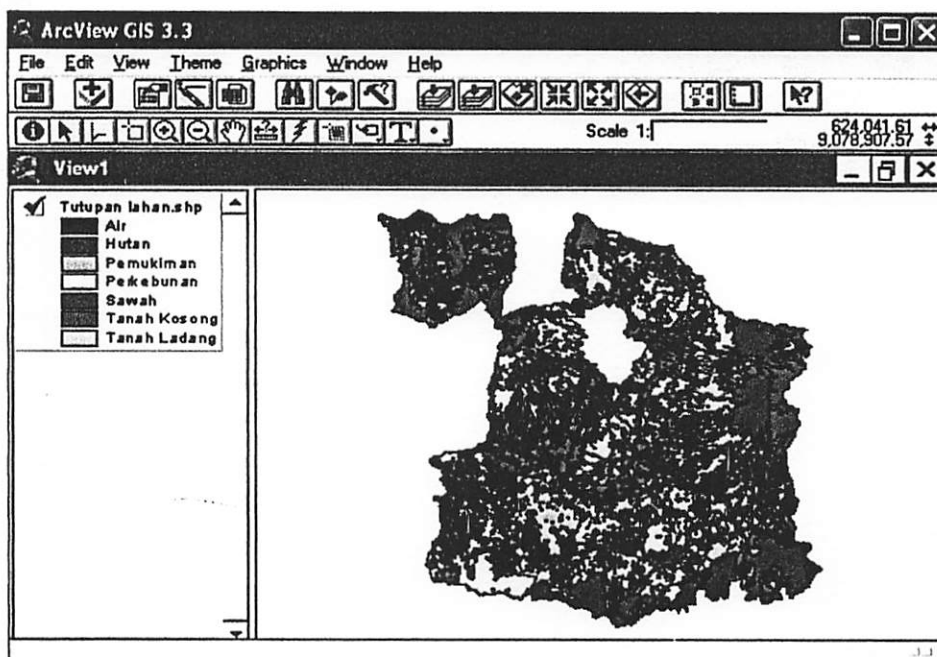 ArcView GIS 3.3
File Edit View Theme Graphics Window Help
Scale 1:
624,041.61
9,078,907.57
View1
Tutupan lahan.shp
Air
Hutan
Pemukiman
Perkebunan
Sawah
Tanah Kosong
Tanah Ladang